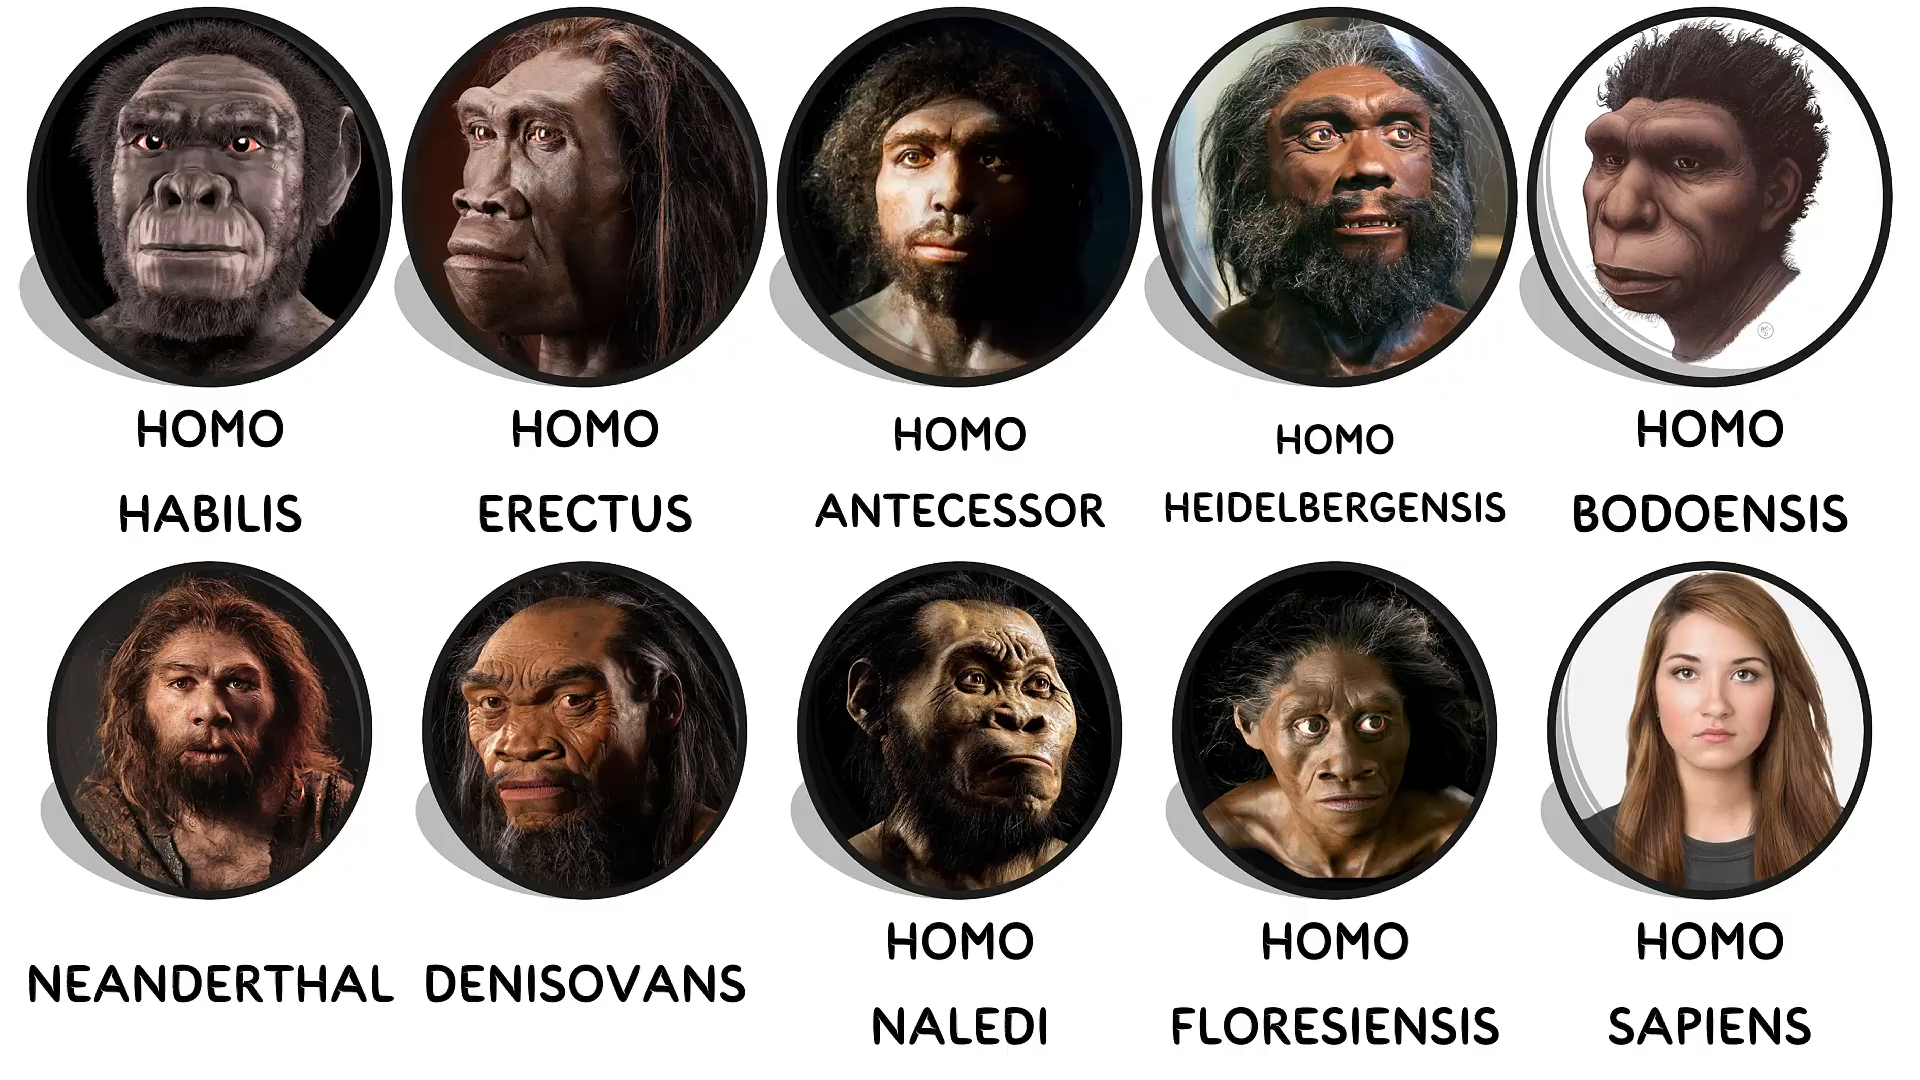 HOMO
HABILIS
HOMO
ERECTUS
HOMO
ANTECESSOR
HOMO
HEIDELBERGENSIS
HOMO
BODOENSIS
NEANDERTHAL
DENISOVANS
HOMO
NALEDI
HOMO
FLORESIENSIS
HOMO
SAPIENS